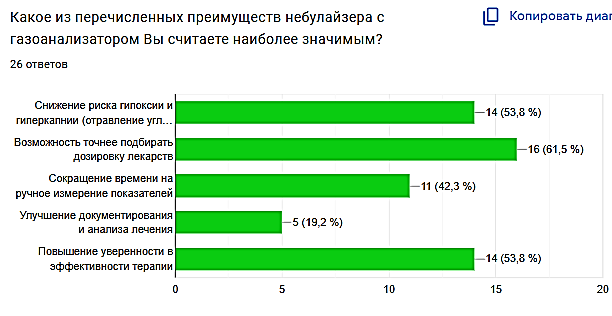 Какое из перечисленных преимуществ небулайзера с
газоанализатором Вы считаете наиболее значимым?
Копировать диаг
26 ответов
Снижение риска гипоксии и
гиперкапнии (отравление угл…
14 (53,8 %)
Возможность точнее подбирать
дозировку лекарств
16 (61,5 %)
Сокращение времени на
ручное измерение показателей
11 (42,3 %)
Улучшение документирования
и анализа лечения
5 (19,2 %)
Повышение уверенности в
эффективности терапии
14 (53,8 %)
0 5 10 15 20